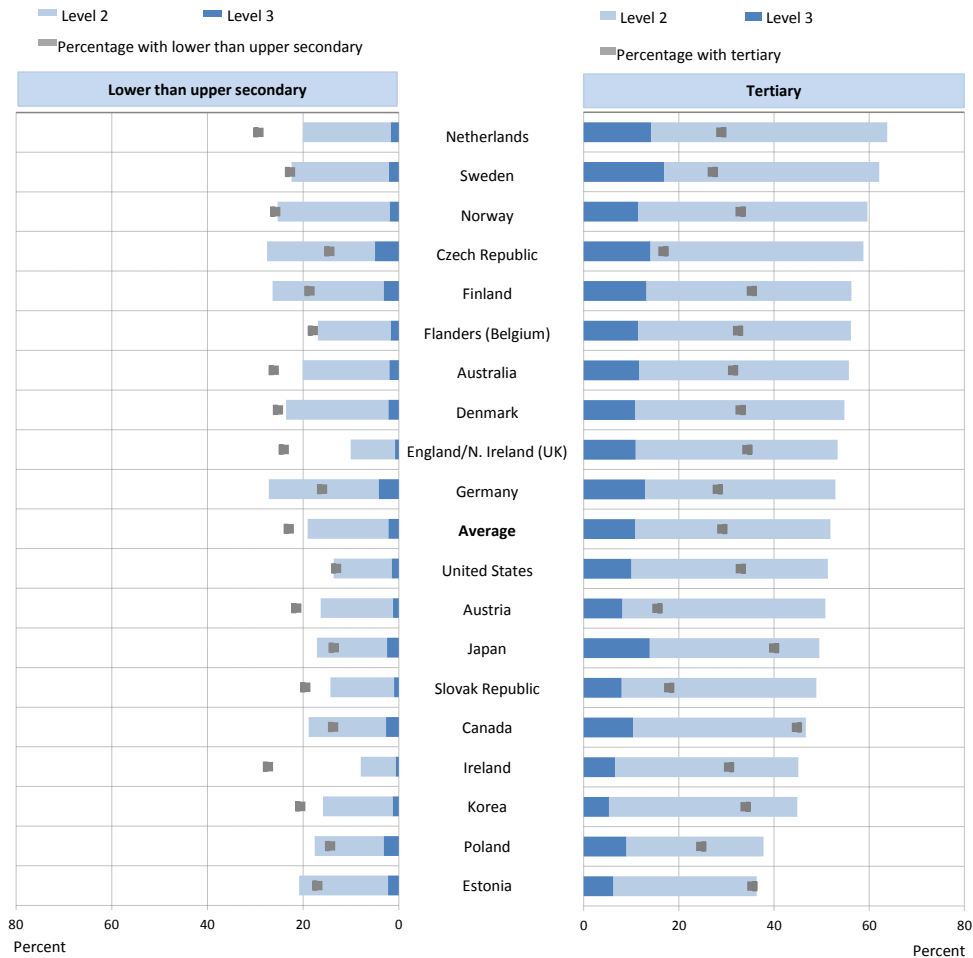 Level 2 Level 3
Percentage with lower than upper secondary
Level 2 Level 3
Percentage with tertiary
Lower than upper secondary
Tertiary
Netherlands
Sweden
Norway
Czech Republic
Finland
Flanders (Belgium)
Australia
Denmark
England/N. Ireland (UK)
Germany
Average
United States
Austria
Japan
Slovak Republic
Canada
Ireland
Korea
Poland
Estonia
80 60 40 20 0
Percent
0 20 40 60 80
Percent